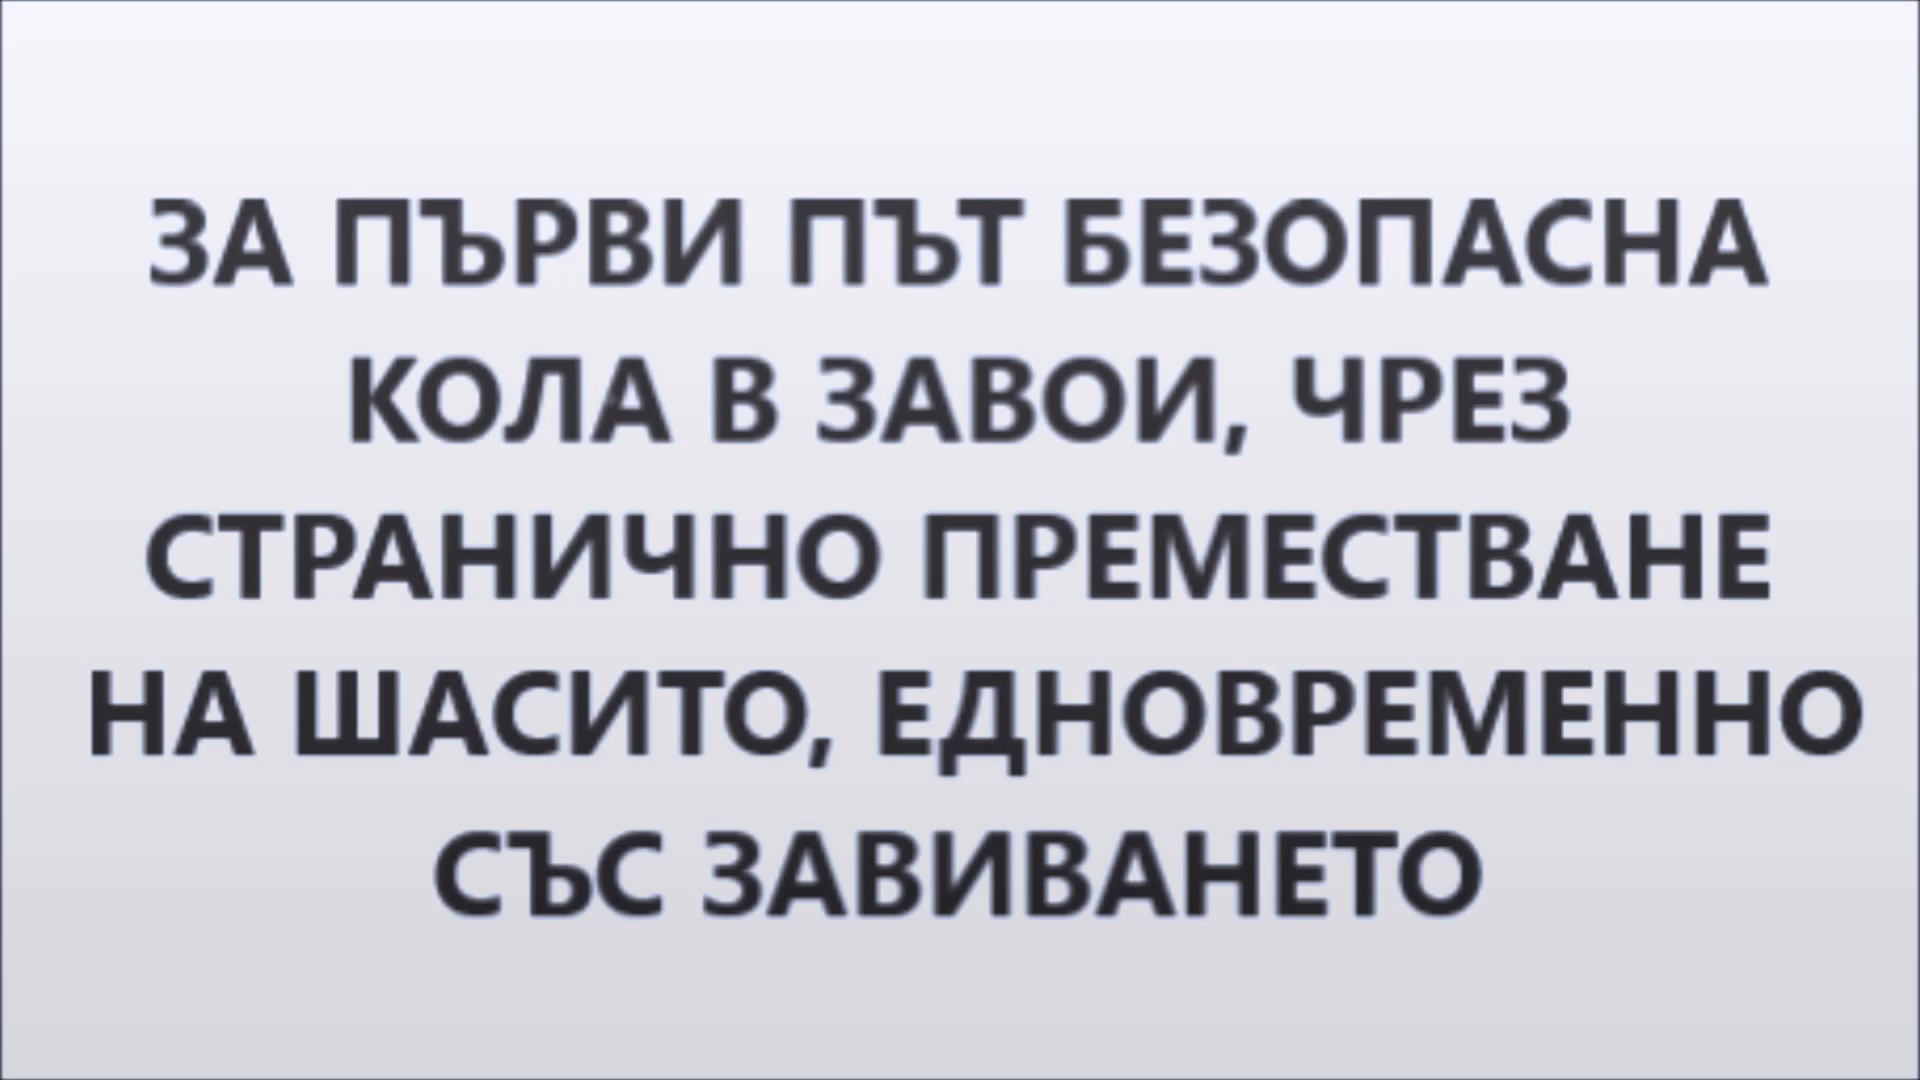 ЗА ПЪРВИ ПЪТ БЕЗОПАСНА
КОЛА В ЗАВОИ, ЧРЕЗ
СТРАНИЧНО ПРЕМЕСТВАНЕ
НА ШАСИТО, ЕДНОВРЕМЕННО
СЪС ЗАВИВАНЕТО